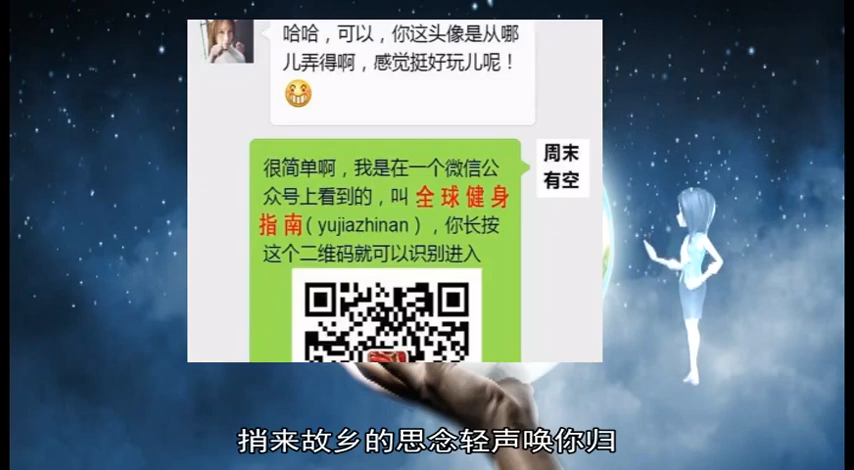 哈哈，可以，你这头像是从哪
儿弄得啊，感觉挺好玩儿呢！
很简单啊，我是在一个微信公
众号上看到的，叫 全球健身
指南（yujiazhinan），你长按
这个二维码就可以识别进入
周末
有空
捎来故乡的思念轻声唤你归